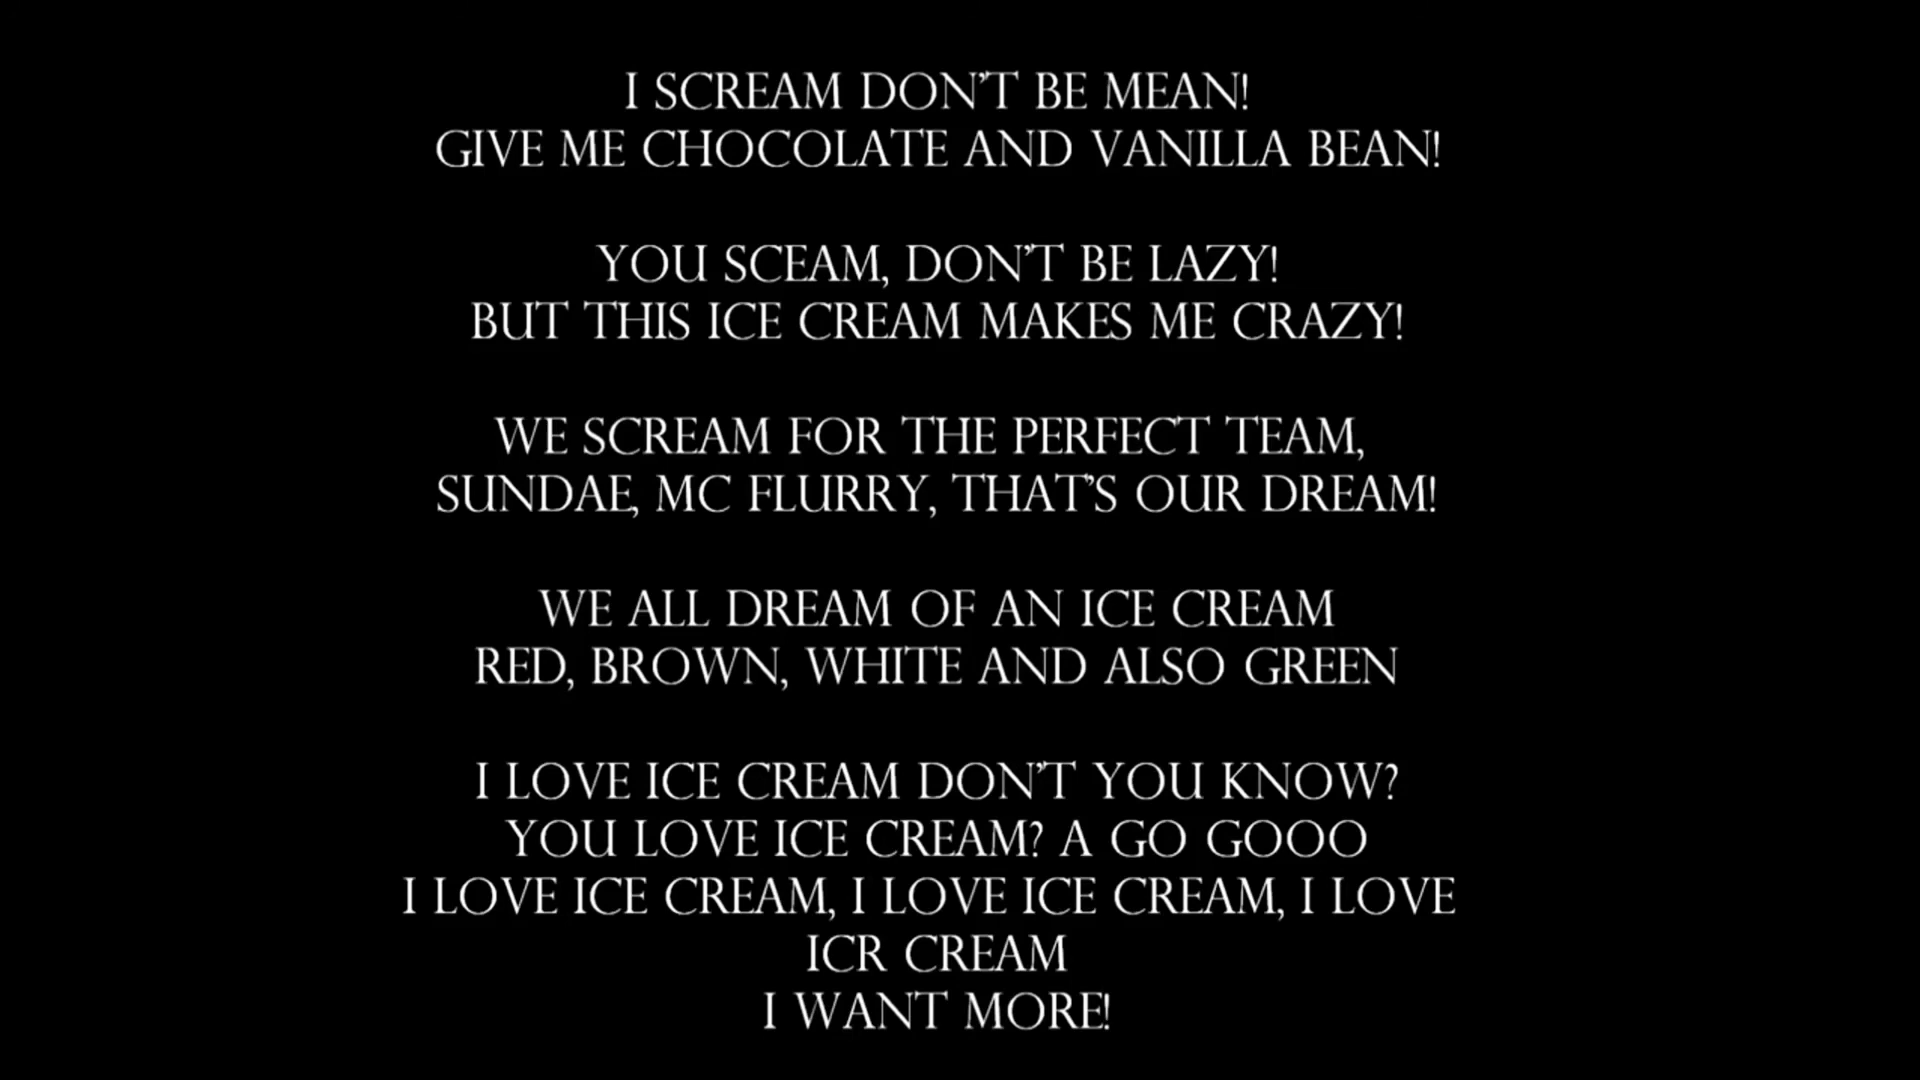 I SCREAM DON'T BE MEAN!
GIVE ME CHOCOLATE AND VANILLA BEAN!
YOU SCEAM, DON'T BE LAZY!
BUT THIS ICE CREAM MAKES ME CRAZY!
WE SCREAM FOR THE PERFECT TEAM,
SUNDAE, MC FLURRY, THAT'S OUR DREAM!
WE ALL DREAM OF AN ICE CREAM
RED, BROWN, WHITE AND ALSO GREEN
I LOVE ICE CREAM DON'T YOU KNOW?
YOU LOVE ICE CREAM? A GO GOOO
I LOVE ICE CREAM, I LOVE ICE CREAM, I LOVE
ICR CREAM
I WANT MORE!